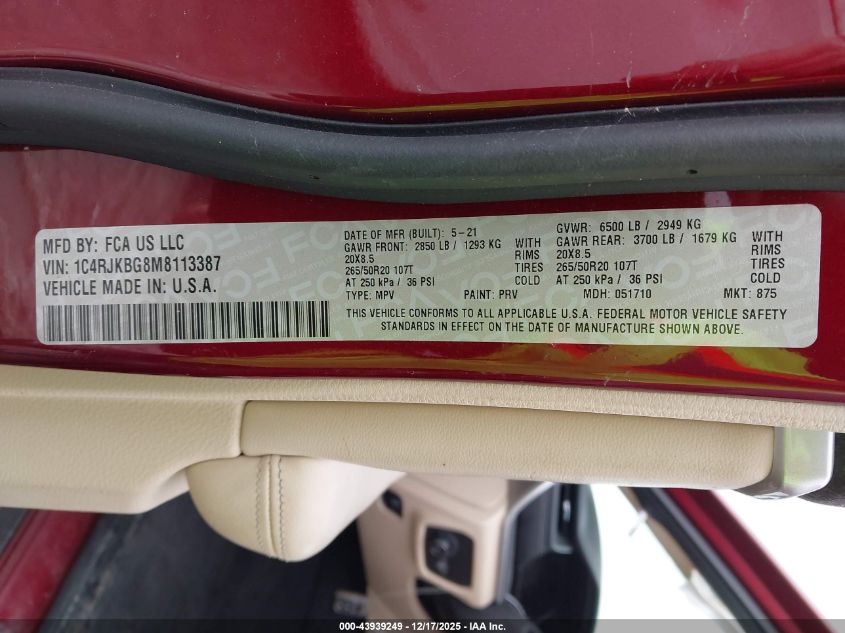 MFD BY: FCA US LLC
VIN: 1C4RJKBG8M8113387
VEHICLE MADE IN: U.S.A.
DATE OF MFR (BUILT): 5-21
GAWR FRONT: 2850 LB / 1293 KG WITH
20X8.5 RIMS
265/50R20 107T TIRES
AT 250 kPa / 36 PSI COLD
TYPE: MPV PAINT: PRV
GVWR: 6500 LB / 2949 KG
GAWR REAR: 3700 LB / 1679 KG WITH
20X8.5 RIMS
265/50R20 107T TIRES
AT 250 kPa / 36 PSI COLD
MDH: 051710 MKT: 875
THIS VEHICLE CONFORMS TO ALL APPLICABLE U.S.A. FEDERAL MOTOR VEHICLE SAFETY
STANDARDS IN EFFECT ON THE DATE OF MANUFACTURE SHOWN ABOVE.
000-43939249 - 12/17/2025 - IAA Inc.